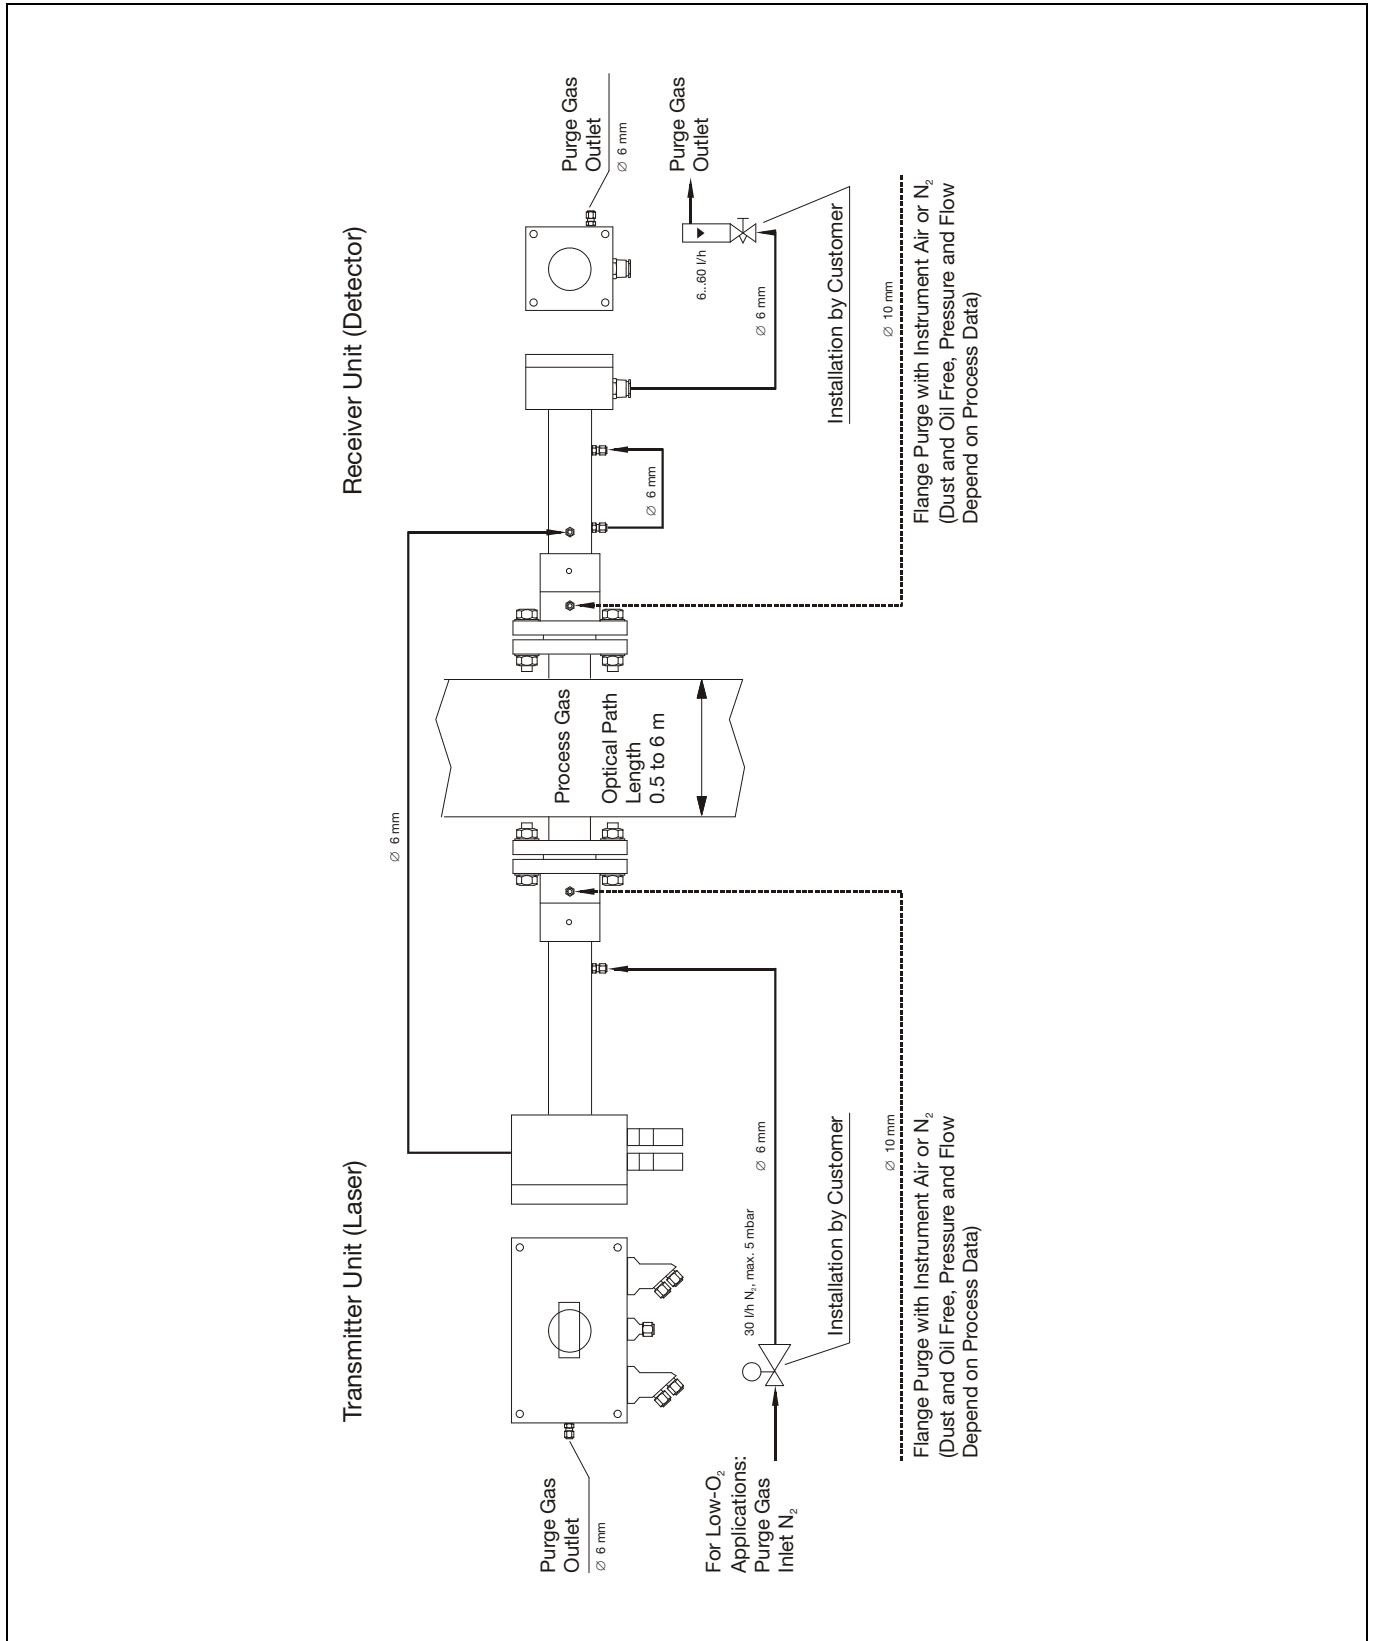 Transmitter Unit (Laser)
Receiver Unit (Detector)
∅ 6 mm
Purge Gas
Outlet
∅ 6 mm
Process Gas
Optical Path
Length
0.5 to 6 m
∅ 6 mm
Purge Gas
Outlet
∅ 6 mm
Purge Gas
Outlet
6...60 l/h
∅ 6 mm
Installation by Customer
For Low-O₂
Applications:
Purge Gas
Inlet N₂
30 l/h N₂, max. 5 mbar
∅ 6 mm
Installation by Customer
∅ 10 mm
Flange Purge with Instrument Air or N₂
(Dust and Oil Free, Pressure and Flow
Depend on Process Data)
∅ 10 mm
Flange Purge with Instrument Air or N₂
(Dust and Oil Free, Pressure and Flow
Depend on Process Data)